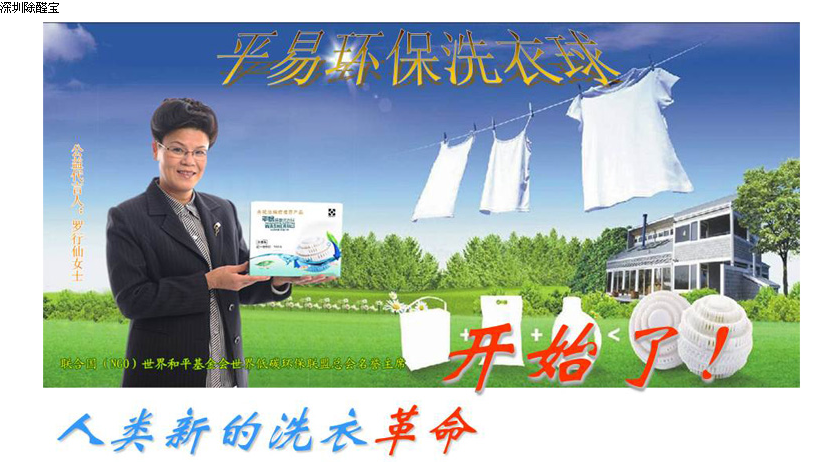 深圳除醛宝
平易环保洗衣球
公益代言人：罗行仙女士
联合国（NGO）世界和平基金会世界低碳环保联盟总会名誉主席
+
+
<
开始了！
人类新的洗衣革命